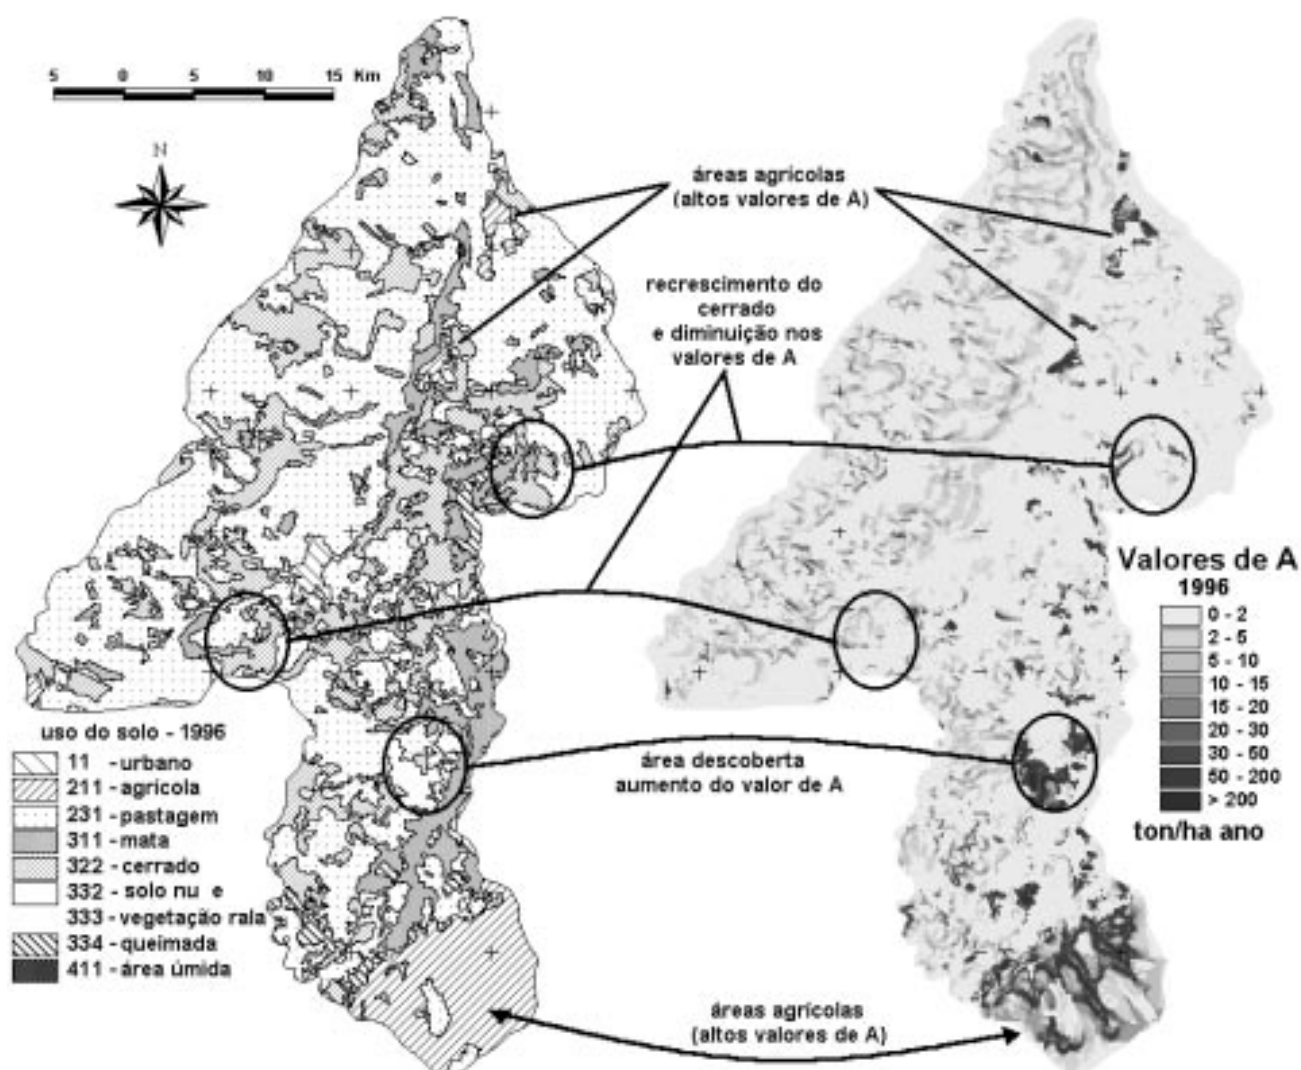 5 0 5 10 15 Km
N
áreas agrícolas
(altos valores de A)
recrescimento do
cerrado
e diminuição nos
valores de A
Valores de A
1996
0 - 2
2 - 5
5 - 10
10 - 15
15 - 20
20 - 30
30 - 50
50 - 200
> 200
ton/ha ano
uso do solo - 1996
11 - urbano
211 - agrícola
231 - pastagem
311 - mata
322 - cerrado
332 - solo nu e
333 - vegetação rala
334 - queimada
411 - área úmida
área descoberta
aumento do valor de A
áreas agrícolas
(altos valores de A)